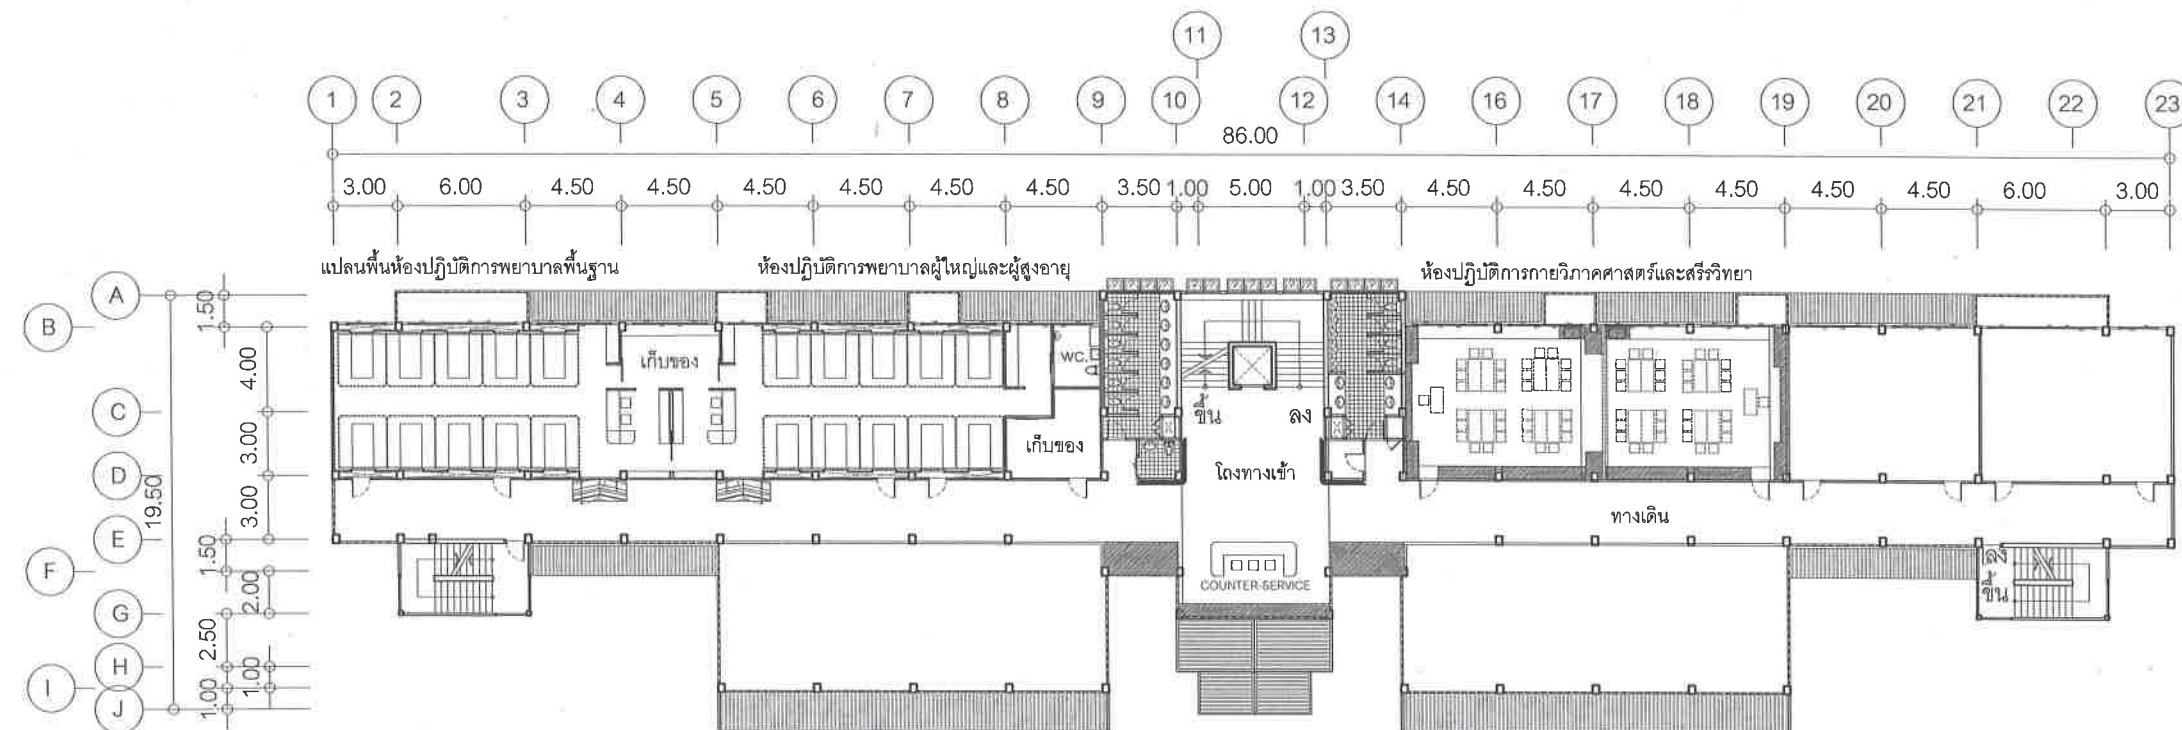 11 13
1 2 3 4 5 6 7 8 9 10 12 14 16 17 18 19 20 21 22 23
86.00
3.00 6.00 4.50 4.50 4.50 4.50 4.50 4.50 3.50 1.00 5.00 1.00 3.50 4.50 4.50 4.50 4.50 4.50 4.50 6.00 3.00
แปลนพื้นห้องปฏิบัติการพยาบาลพื้นฐาน ห้องปฏิบัติการพยาบาลผู้ใหญ่และผู้สูงอายุ ห้องปฏิบัติการกายวิภาคศาสตร์และสรีรวิทยา
A
1.50
B
4.00
เก็บของ WC.
C
ขึ้น ลง
3.00
เก็บของ
D
โถงทางเข้า
19.50
3.00
ทางเดิน
E
1.50
F
COUNTER-SERVICE
2.00
G
2.50
H
1.00
I
1.00
J